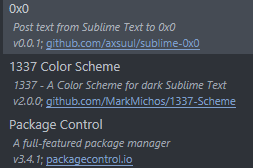 0x0
Post text from Sublime Text to 0x0
v0.0.1; github.com/axsuul/sublime-0x0
1337 Color Scheme
1337 - A Color Scheme for dark Sublime Text
v2.0.0; github.com/MarkMichos/1337-Scheme
Package Control
A full-featured package manager
v3.4.1; packagecontrol.io